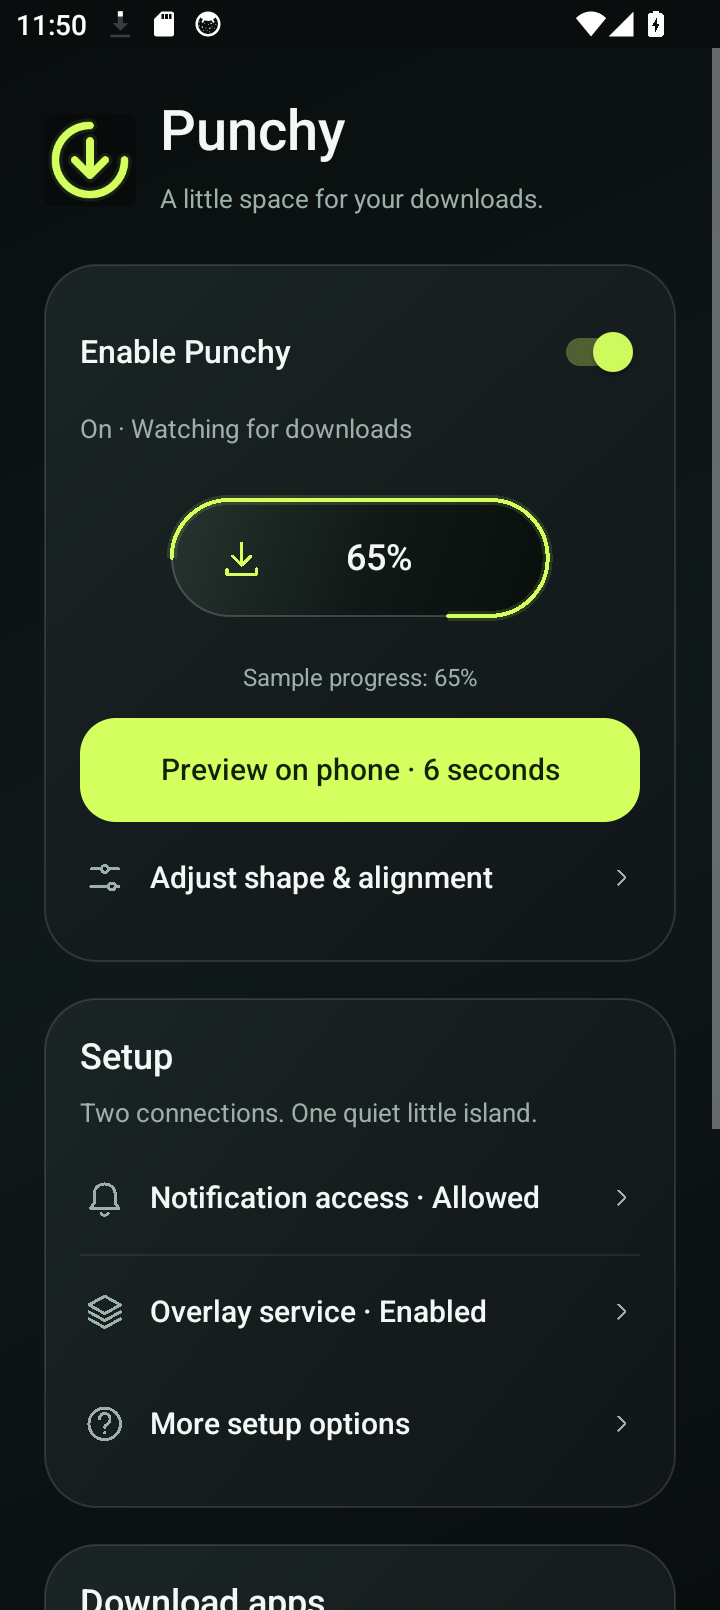 11:50
Punchy
A little space for your downloads.
Enable Punchy
On · Watching for downloads
65%
Sample progress: 65%
Preview on phone · 6 seconds
Adjust shape & alignment
Setup
Two connections. One quiet little island.
Notification access · Allowed
Overlay service · Enabled
More setup options
Download apps